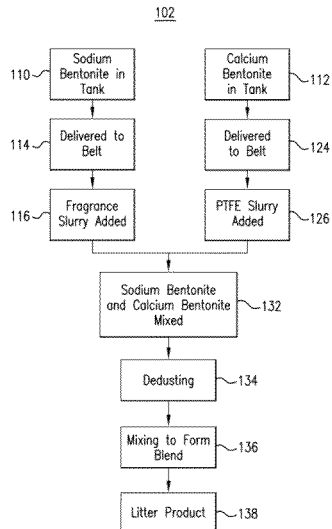 102
110
Sodium
Bentonite in
Tank
Calcium
Bentonite
in Tank
112
114
Delivered to
Belt
Delivered
to Belt
124
116
Fragrance
Slurry Added
PTFE Slurry
Added
126
Sodium Bentonite
and Calcium Bentonite
Mixed
132
Dedusting
134
Mixing to Form
Blend
136
Litter Product
138